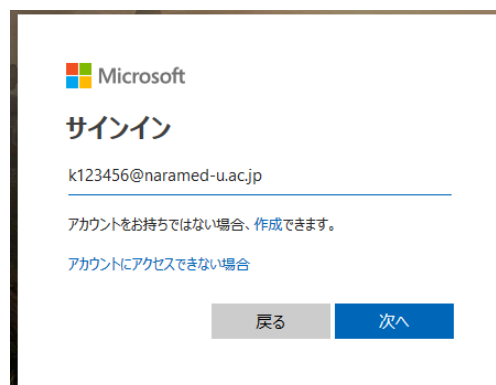 Microsoft
サインイン
k123456@naramed-u.ac.jp
アカウントをお持ちではない場合、作成できます。
アカウントにアクセスできない場合
戻る
次へ